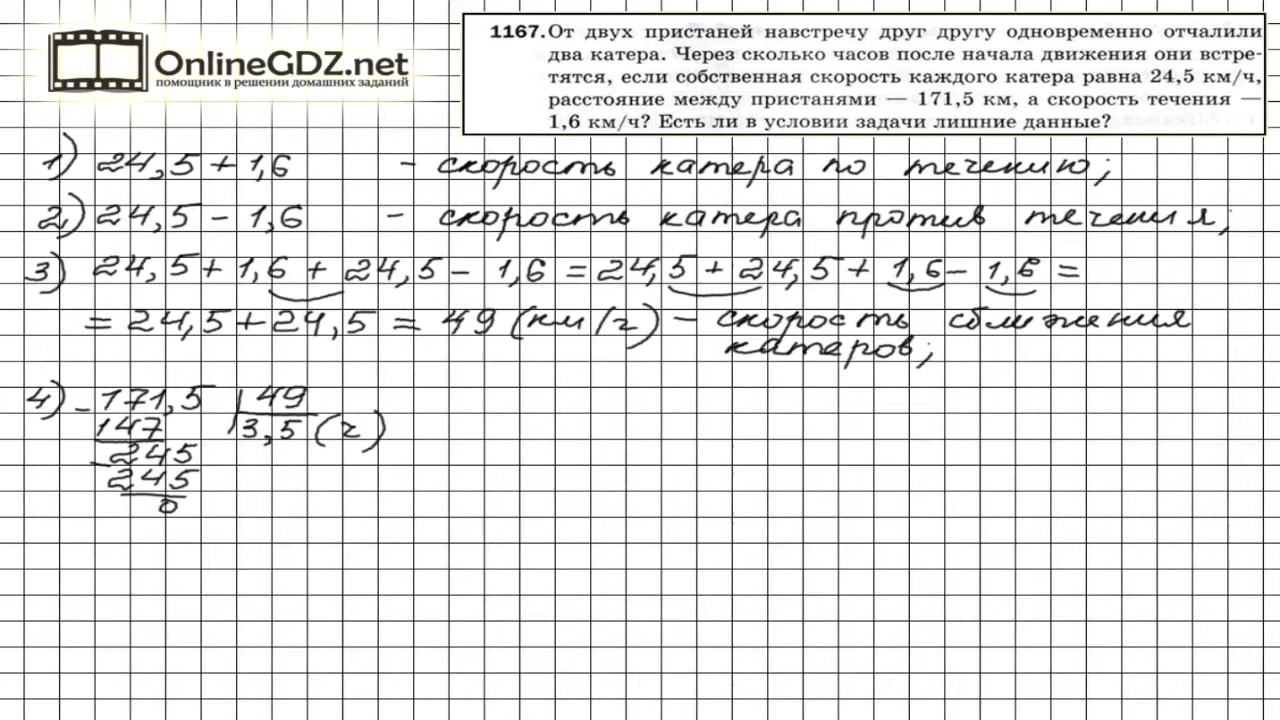 OnlineGDZ.net
помощник в решении домашних заданий
1167. От двух пристаней навстречу друг другу одновременно отчалили
два катера. Через сколько часов после начала движения они встре-
тятся, если собственная скорость каждого катера равна 24,5 км/ч,
расстояние между пристанями — 171,5 км, а скорость течения —
1,6 км/ч? Есть ли в условии задачи лишние данные?
1) 24,5 + 1,6 - скорость катера по течению;
2) 24,5 - 1,6 - скорость катера против течения;
3) 24,5 + 1,6 + 24,5 - 1,6 = 24,5 + 24,5 + 1,6 - 1,6 =
= 24,5 + 24,5 = 49 (км/ч) - скорость сближения
катеров;
4) - 171,5 | 49
147 | 3,5 (ч)
- 245
245
0